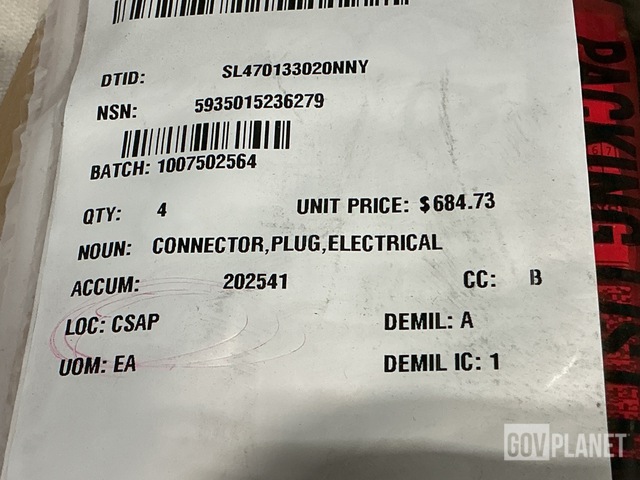 DTID: SL470133020NNY
NSN: 5935015236279
BATCH: 1007502564
QTY: 4 UNIT PRICE: $684.73
NOUN: CONNECTOR,PLUG,ELECTRICAL
ACCUM: 202541 CC: B
LOC: CSAP DEMIL: A
UOM: EA DEMIL IC: 1
PACKING
GOVPLANET